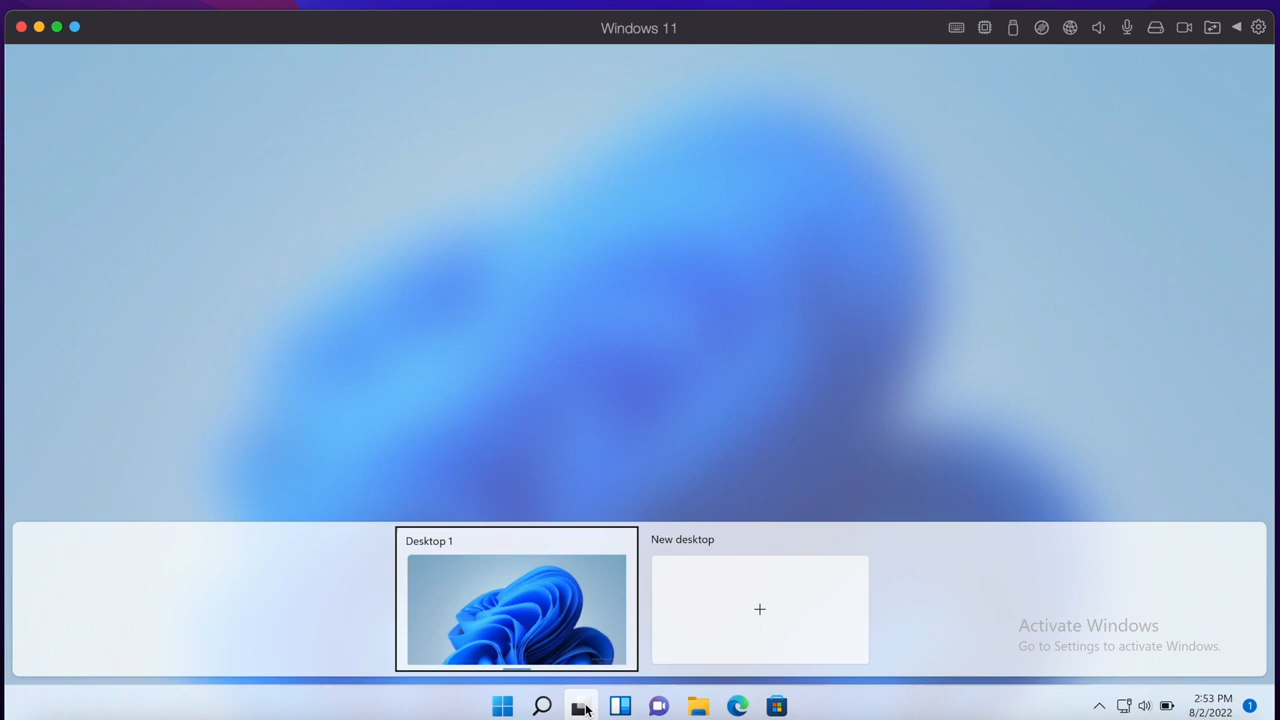 Windows 11
Desktop 1
New desktop
Activate Windows
Go to Settings to activate Windows.
2:53 PM
8/2/2022
1